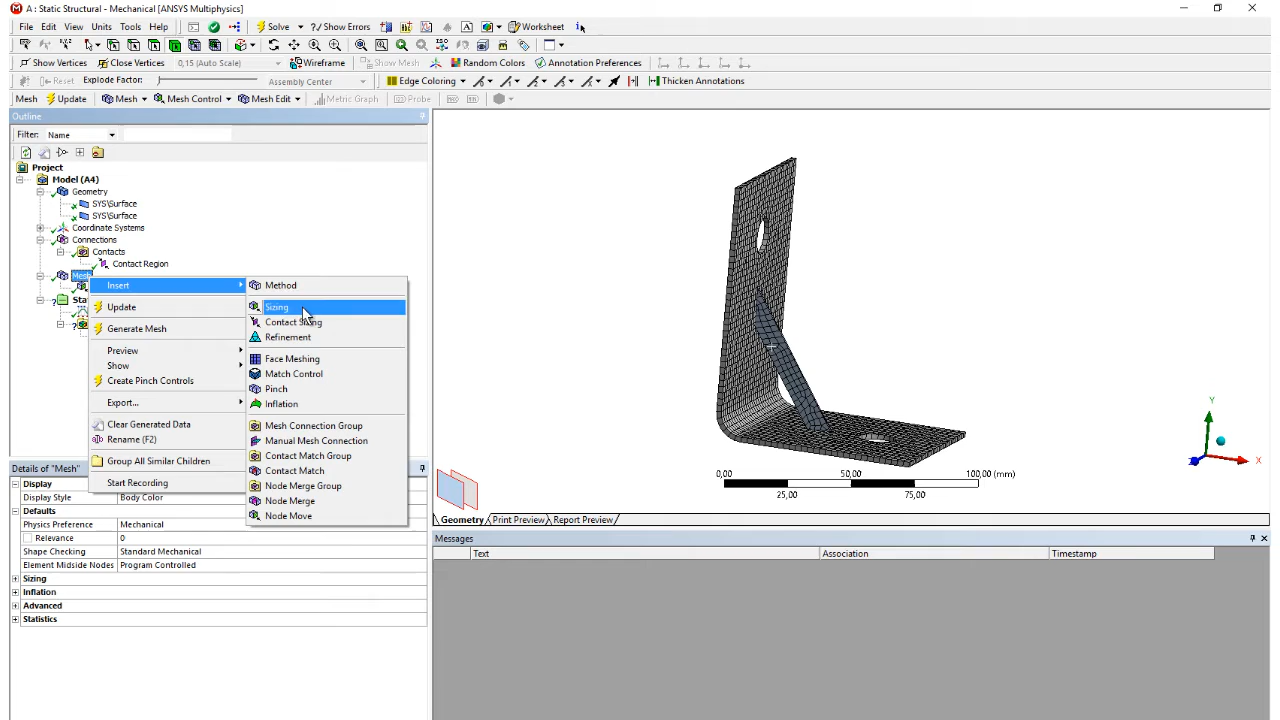 A : Static Structural - Mechanical [ANSYS Multiphysics]
File Edit View Units Tools Help Solve ?/ Show Errors Worksheet
Show Vertices Close Vertices 0,15 (Auto Scale) Wireframe Show Mesh Random Colors Annotation Preferences
Reset Explode Factor: Assembly Center Edge Coloring Thicken Annotations
Mesh Update Mesh Mesh Control Mesh Edit Metric Graph Probe
Outline
Filter: Name
Project
Model (A4)
Geometry
SYS\Surface
SYS\Surface
Coordinate Systems
Connections
Contacts
Contact Region
Mesh
Sta
Insert
Update
Generate Mesh
Preview
Show
Create Pinch Controls
Export...
Clear Generated Data
Rename (F2)
Group All Similar Children
Start Recording
Method
Sizing
Contact Sizing
Refinement
Face Meshing
Match Control
Pinch
Inflation
Mesh Connection Group
Manual Mesh Connection
Contact Match Group
Contact Match
Node Merge Group
Node Merge
Node Move
Details of "Mesh"
Display
Display Style Body Color
Defaults
Physics Preference Mechanical
Relevance 0
Shape Checking Standard Mechanical
Element Midside Nodes Program Controlled
Sizing
Inflation
Advanced
Statistics
Y
X
Z
0,00 50,00 100,00 (mm)
25,00 75,00
Geometry Print Preview Report Preview
Messages
Text Association Timestamp